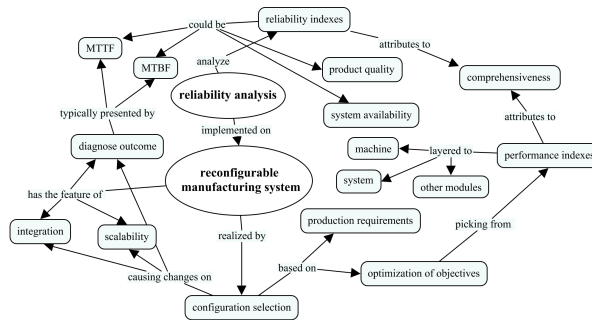 could be
reliability indexes
MTTF
MTBF
analyze
attributes to
product quality
comprehensiveness
reliability analysis
system availability
typically presented by
implemented on
attributes to
diagnose outcome
machine
layered to
performance indexes
reconfigurable
manufacturing system
system
other modules
has the feature of
integration
scalability
production requirements
picking from
realized by
causing changes on
based on
optimization of objectives
configuration selection